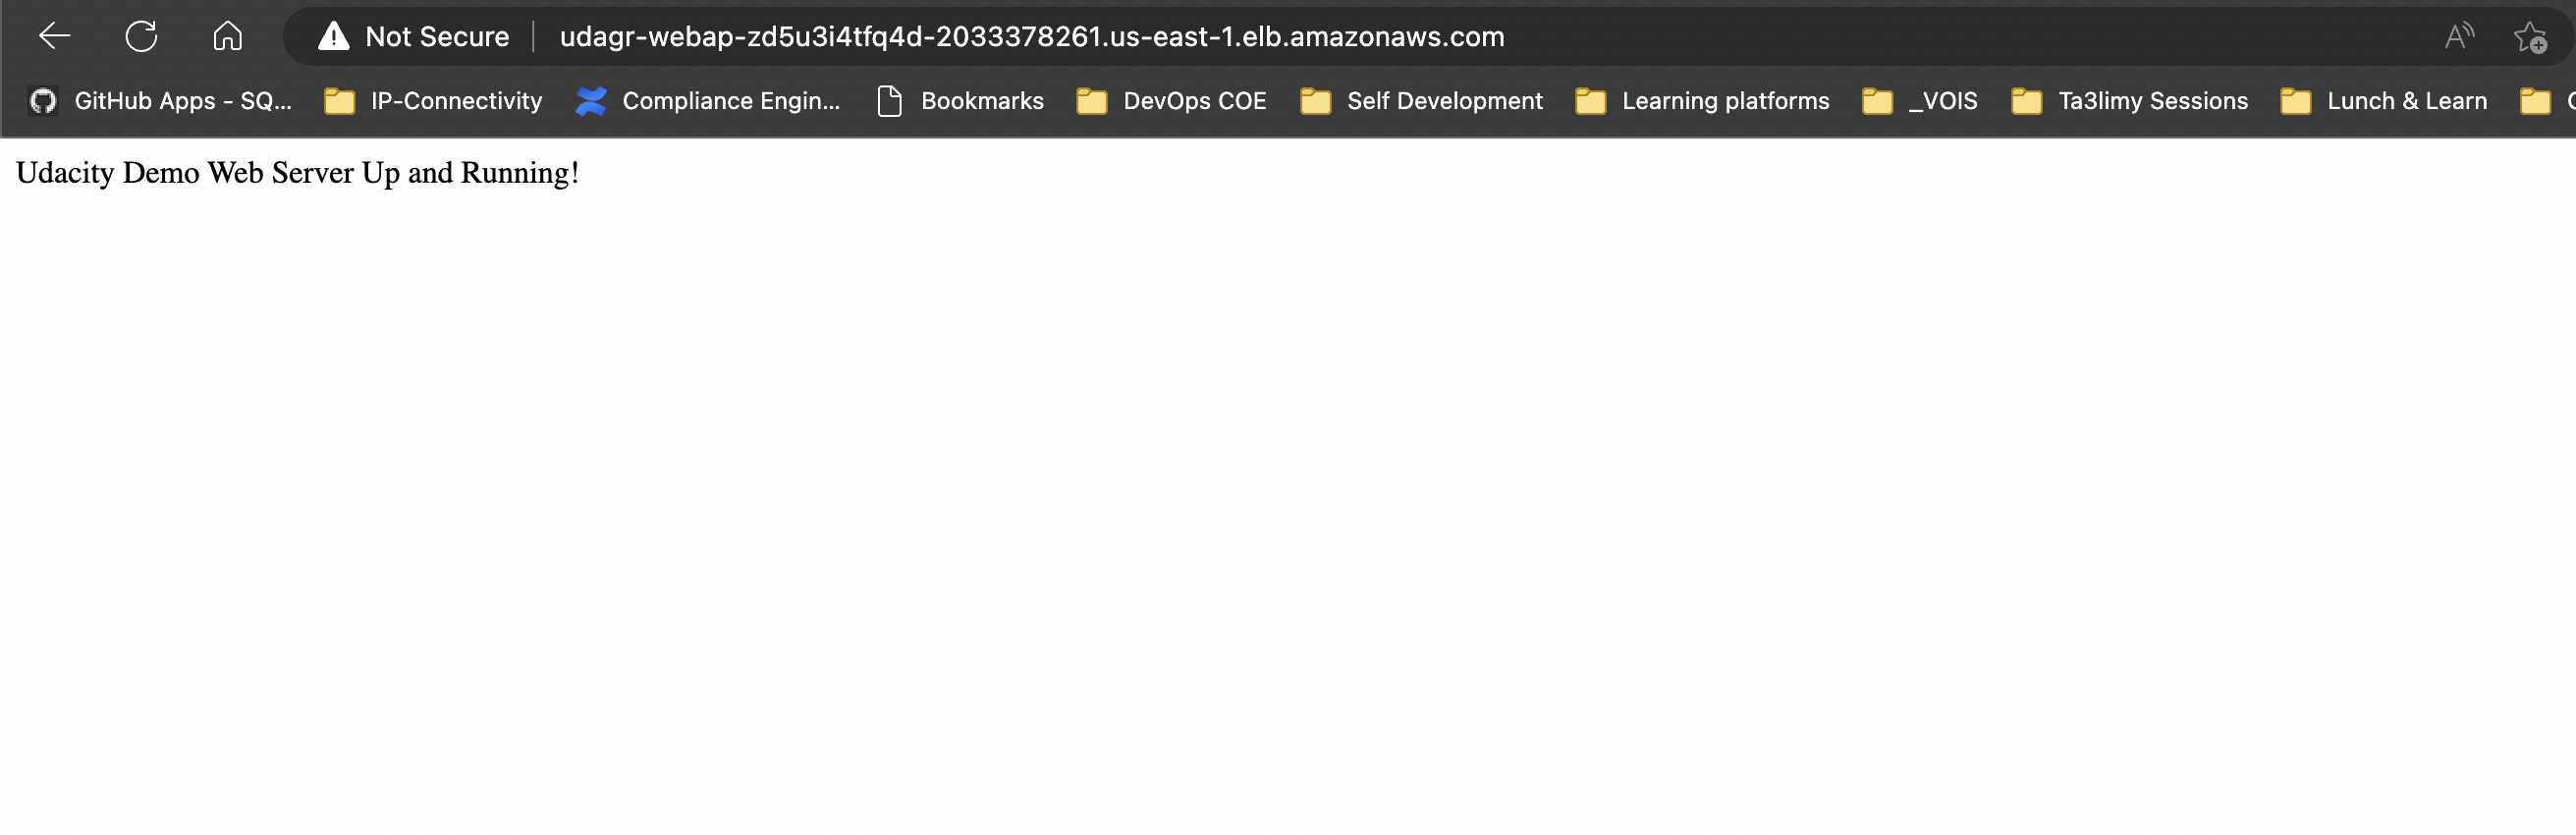 Not Secure udagr-webap-zd5u3i4tfq4d-2033378261.us-east-1.elb.amazonaws.com
GitHub Apps - SQ... IP-Connectivity Compliance Engin... Bookmarks DevOps COE Self Development Learning platforms _VOIS Ta3limy Sessions Lunch & Learn
Udacity Demo Web Server Up and Running!